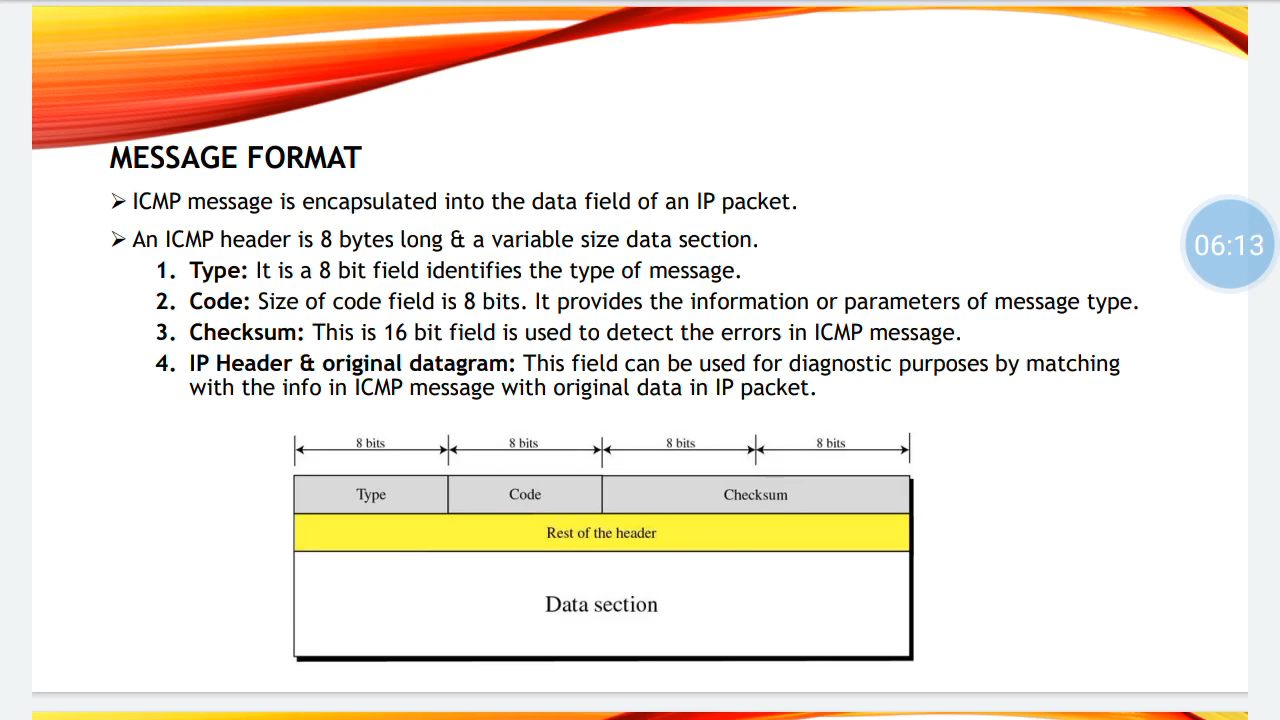 MESSAGE FORMAT
➢ ICMP message is encapsulated into the data field of an IP packet.
➢ An ICMP header is 8 bytes long & a variable size data section.
1. Type: It is a 8 bit field identifies the type of message.
2. Code: Size of code field is 8 bits. It provides the information or parameters of message type.
3. Checksum: This is 16 bit field is used to detect the errors in ICMP message.
4. IP Header & original datagram: This field can be used for diagnostic purposes by matching
with the info in ICMP message with original data in IP packet.
06:13
8 bits 8 bits 8 bits 8 bits
Type Code Checksum
Rest of the header
Data section